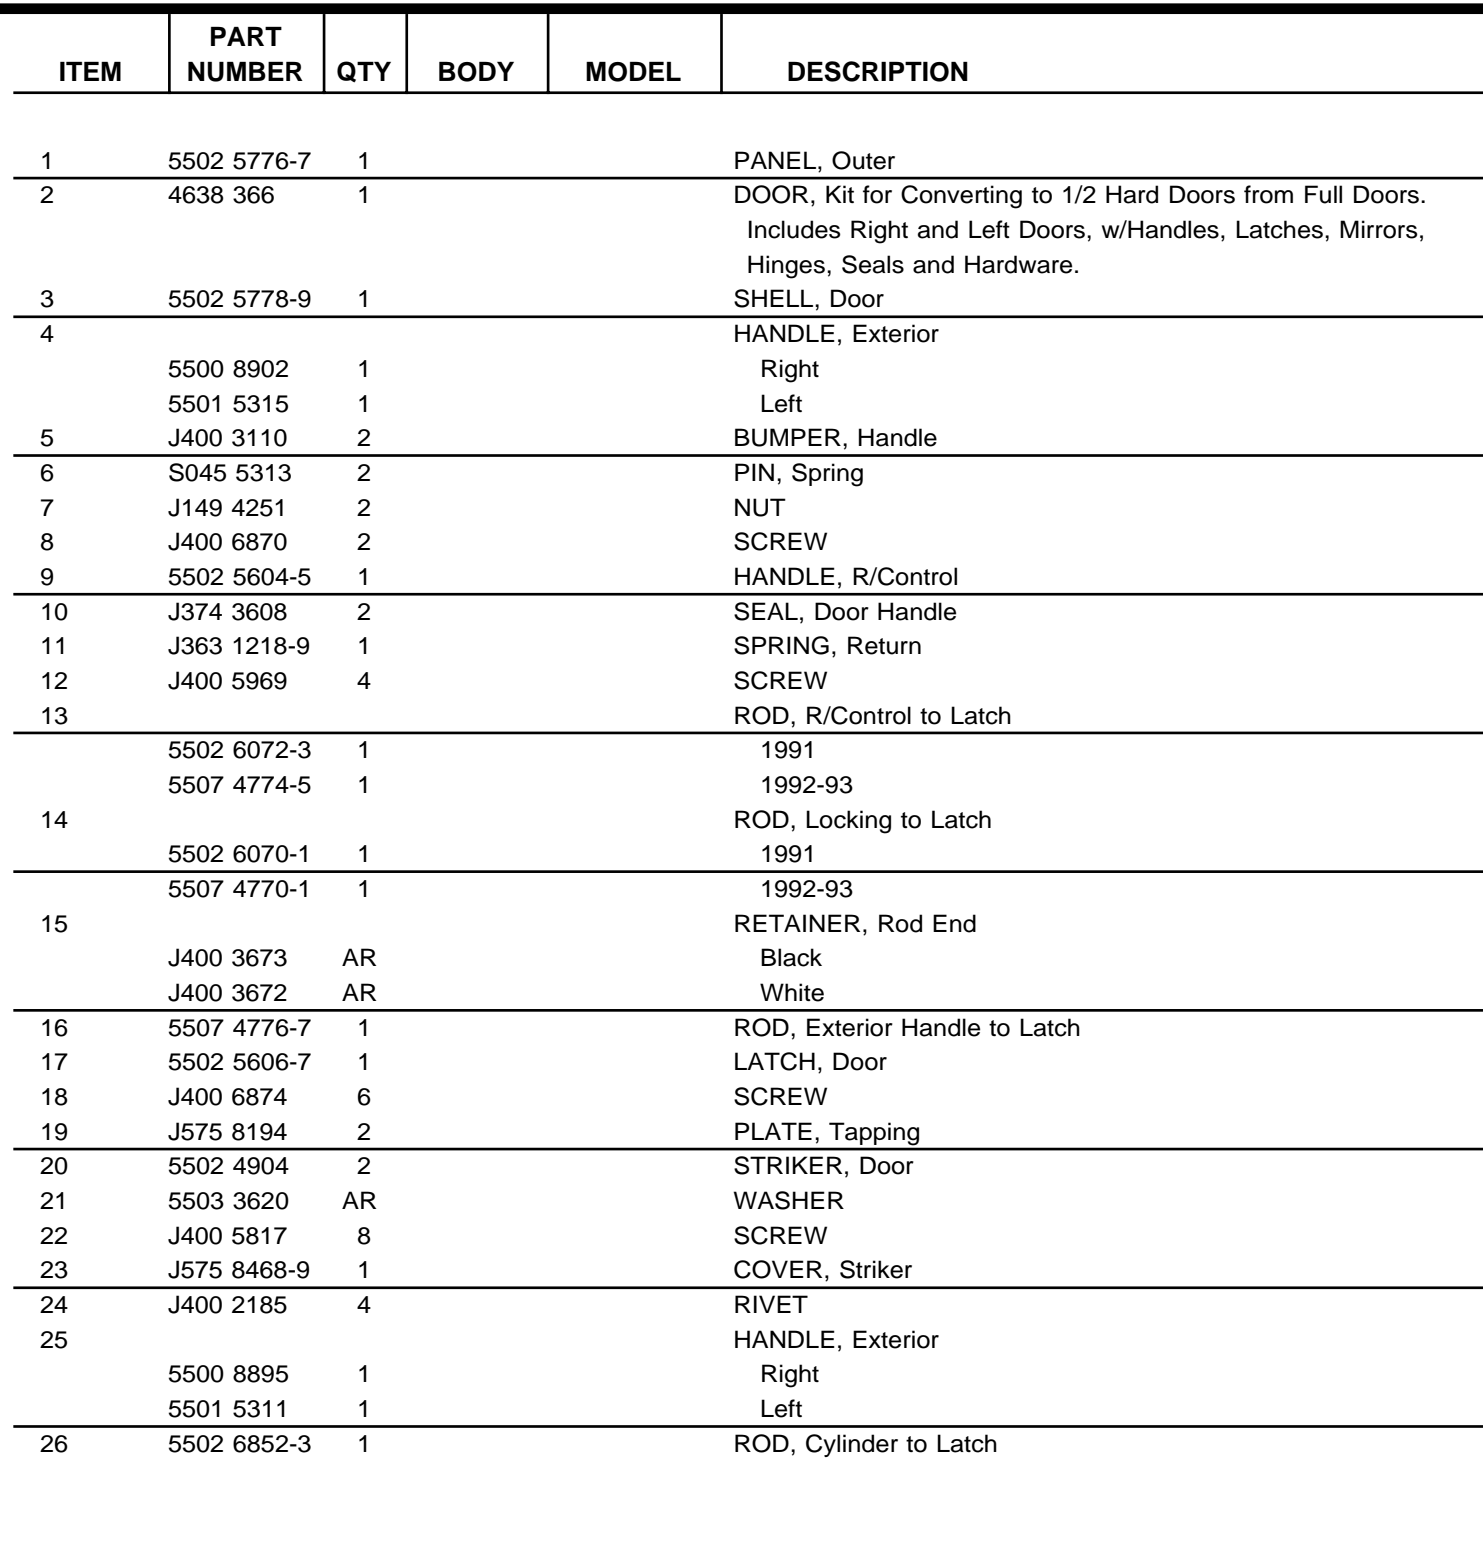 PART
ITEM NUMBER QTY BODY MODEL DESCRIPTION
1 5502 5776-7 1 PANEL, Outer
2 4638 366 1 DOOR, Kit for Converting to 1/2 Hard Doors from Full Doors.
Includes Right and Left Doors, w/Handles, Latches, Mirrors,
Hinges, Seals and Hardware.
3 5502 5778-9 1 SHELL, Door
4 HANDLE, Exterior
5500 8902 1 Right
5501 5315 1 Left
5 J400 3110 2 BUMPER, Handle
6 S045 5313 2 PIN, Spring
7 J149 4251 2 NUT
8 J400 6870 2 SCREW
9 5502 5604-5 1 HANDLE, R/Control
10 J374 3608 2 SEAL, Door Handle
11 J363 1218-9 1 SPRING, Return
12 J400 5969 4 SCREW
13 ROD, R/Control to Latch
5502 6072-3 1 1991
5507 4774-5 1 1992-93
14 ROD, Locking to Latch
5502 6070-1 1 1991
5507 4770-1 1 1992-93
15 RETAINER, Rod End
J400 3673 AR Black
J400 3672 AR White
16 5507 4776-7 1 ROD, Exterior Handle to Latch
17 5502 5606-7 1 LATCH, Door
18 J400 6874 6 SCREW
19 J575 8194 2 PLATE, Tapping
20 5502 4904 2 STRIKER, Door
21 5503 3620 AR WASHER
22 J400 5817 8 SCREW
23 J575 8468-9 1 COVER, Striker
24 J400 2185 4 RIVET
25 HANDLE, Exterior
5500 8895 1 Right
5501 5311 1 Left
26 5502 6852-3 1 ROD, Cylinder to Latch